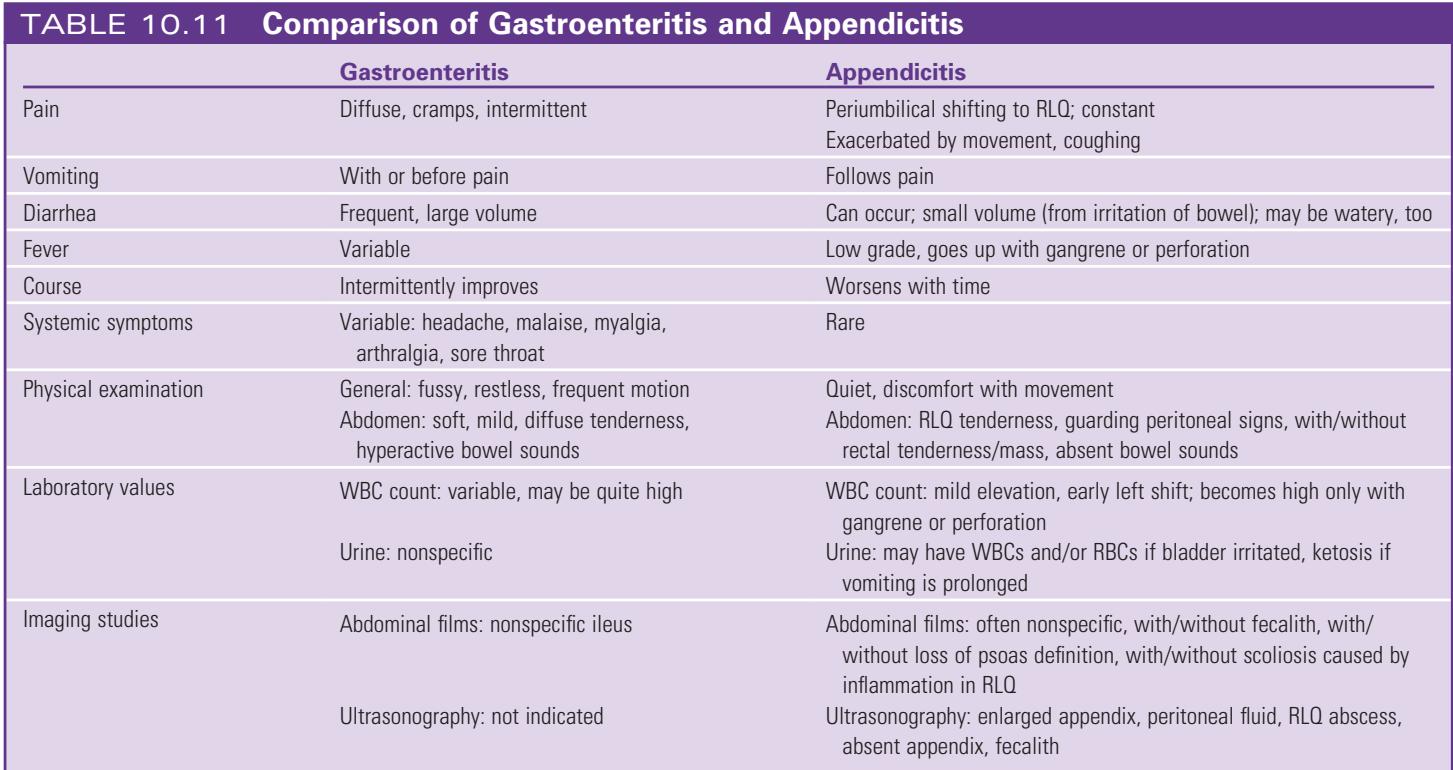 TABLE 10.11 Comparison of Gastroenteritis and Appendicitis
Gastroenteritis Appendicitis
Pain Diffuse, cramps, intermittent Periumbilical shifting to RLQ; constant
Exacerbated by movement, coughing
Vomiting With or before pain Follows pain
Diarrhea Frequent, large volume Can occur; small volume (from irritation of bowel); may be watery, too
Fever Variable Low grade, goes up with gangrene or perforation
Course Intermittently improves Worsens with time
Systemic symptoms Variable: headache, malaise, myalgia, Rare
arthralgia, sore throat
Physical examination General: fussy, restless, frequent motion Quiet, discomfort with movement
Abdomen: soft, mild, diffuse tenderness, Abdomen: RLQ tenderness, guarding peritoneal signs, with/without
hyperactive bowel sounds rectal tenderness/mass, absent bowel sounds
Laboratory values WBC count: variable, may be quite high WBC count: mild elevation, early left shift; becomes high only with
gangrene or perforation
Urine: nonspecific Urine: may have WBCs and/or RBCs if bladder irritated, ketosis if
vomiting is prolonged
Imaging studies Abdominal films: nonspecific ileus Abdominal films: often nonspecific, with/without fecalith, with/
without loss of psoas definition, with/without scoliosis caused by
inflammation in RLQ
Ultrasonography: not indicated Ultrasonography: enlarged appendix, peritoneal fluid, RLQ abscess,
absent appendix, fecalith